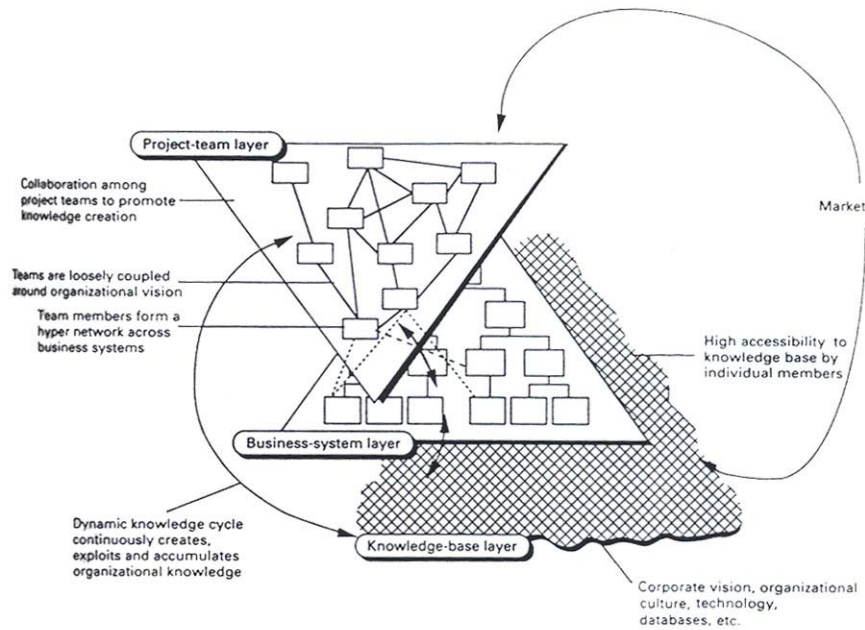 Project-team layer
Collaboration among
project teams to promote
knowledge creation
Market
Teams are loosely coupled
around organizational vision
Team members form a
hyper network across
business systems
High accessibility to
knowledge base by
individual members
Business-system layer
Dynamic knowledge cycle
continuously creates,
exploits and accumulates
organizational knowledge
Knowledge-base layer
Corporate vision, organizational
culture, technology,
databases, etc.